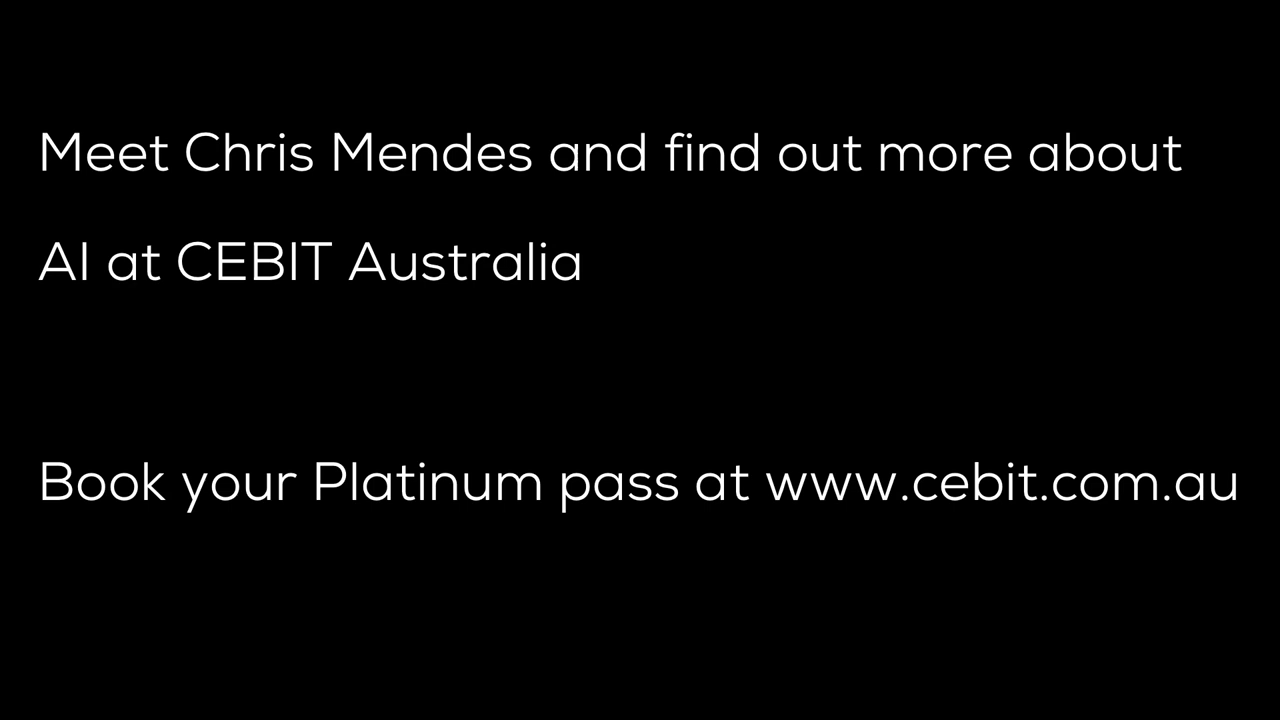 Meet Chris Mendes and find out more about
AI at CEBIT Australia
Book your Platinum pass at www.cebit.com.au